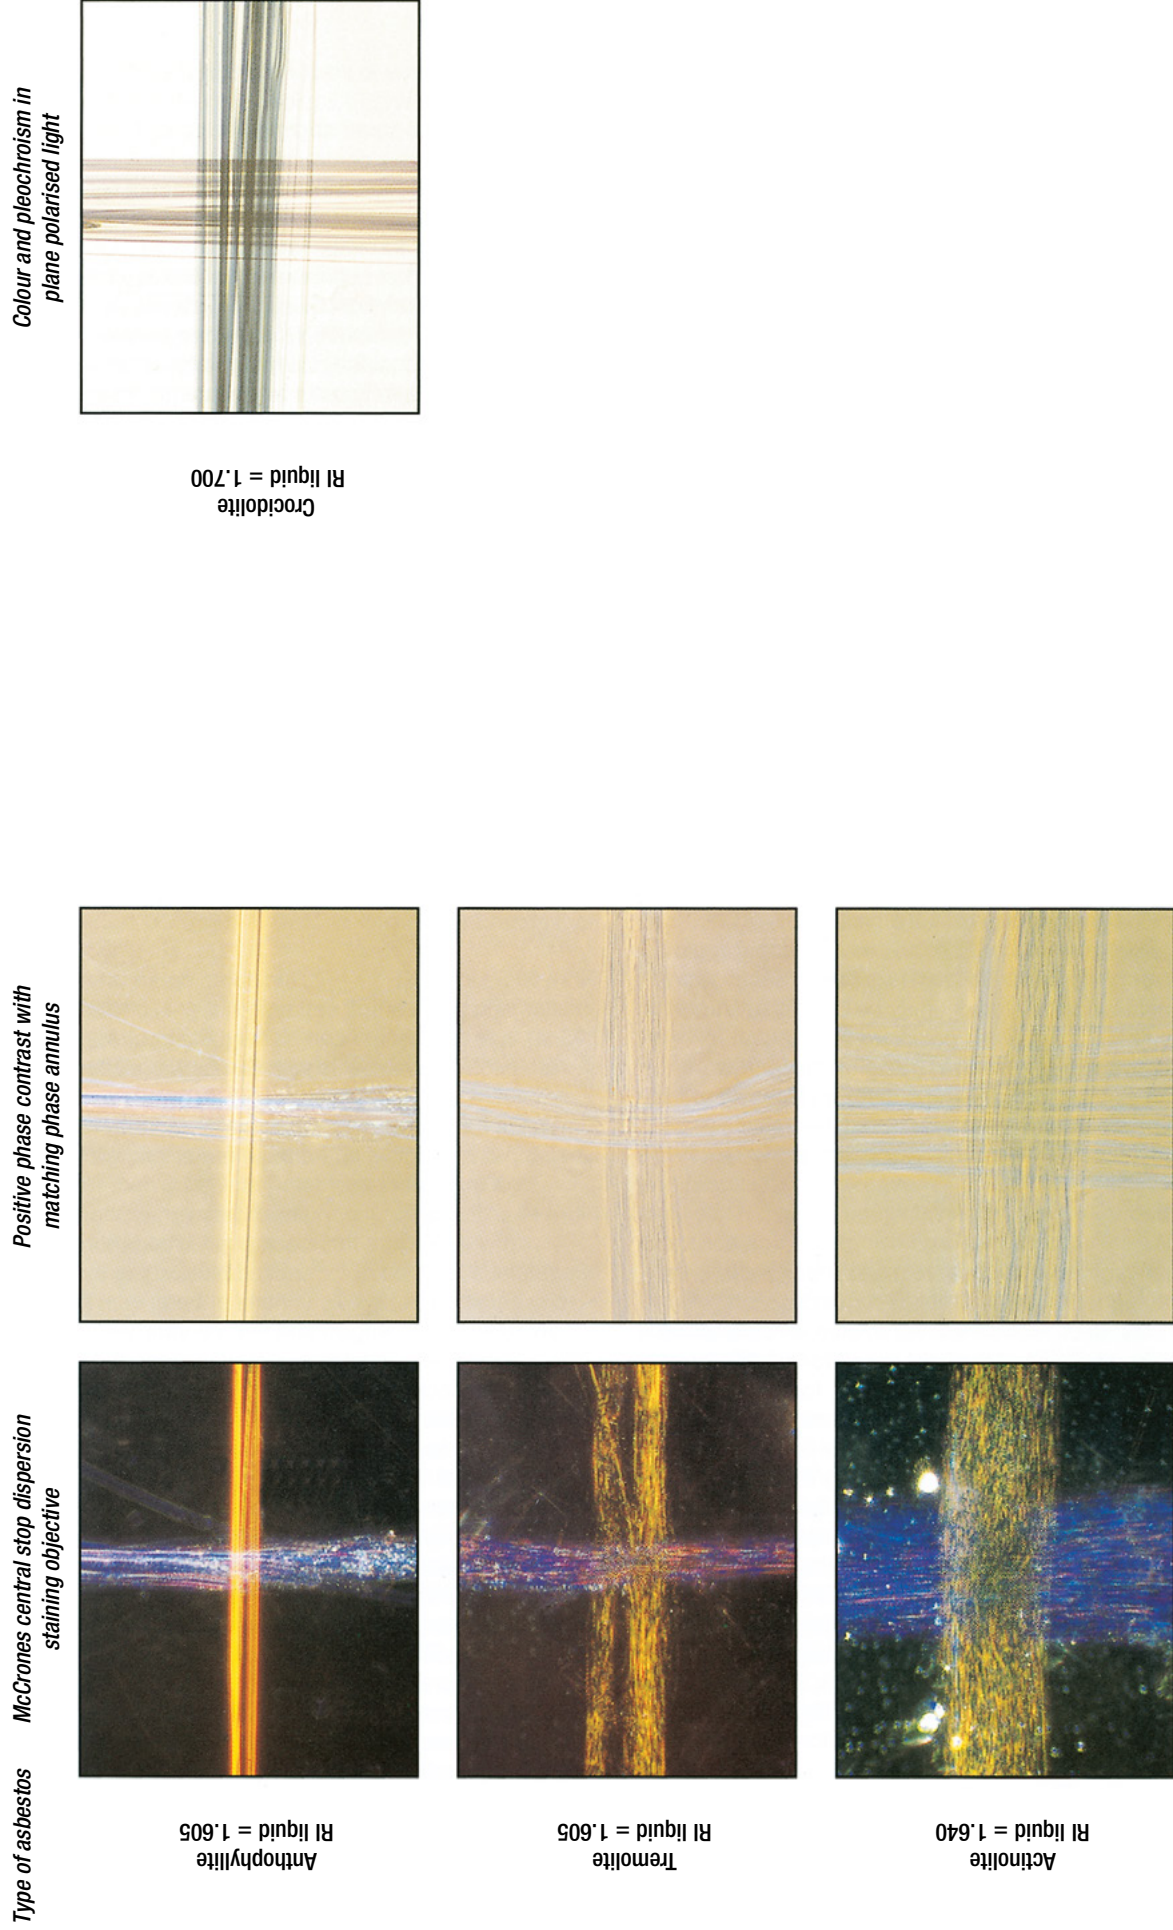 Type of asbestos
McCrones central stop dispersion
staining objective
Positive phase contrast with
matching phase annulus
Colour and pleochroism in
plane polarised light
Anthophyllite
RI liquid = 1.605
Crocidolite
RI liquid = 1.700
Tremolite
RI liquid = 1.605
Actinolite
RI liquid = 1.640